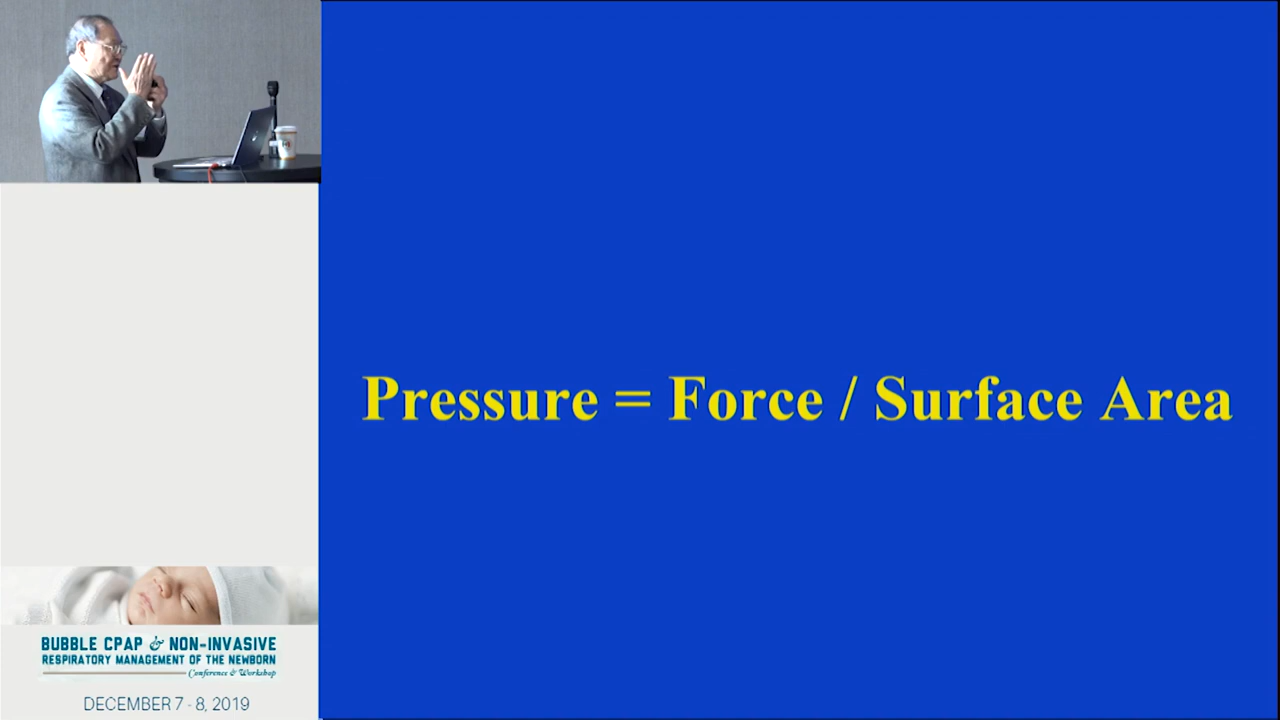 Pressure = Force / Surface Area
BUBBLE CPAP & NON-INVASIVE
RESPIRATORY MANAGEMENT OF THE NEWBORN
Conference & Workshop
DECEMBER 7 - 8, 2019